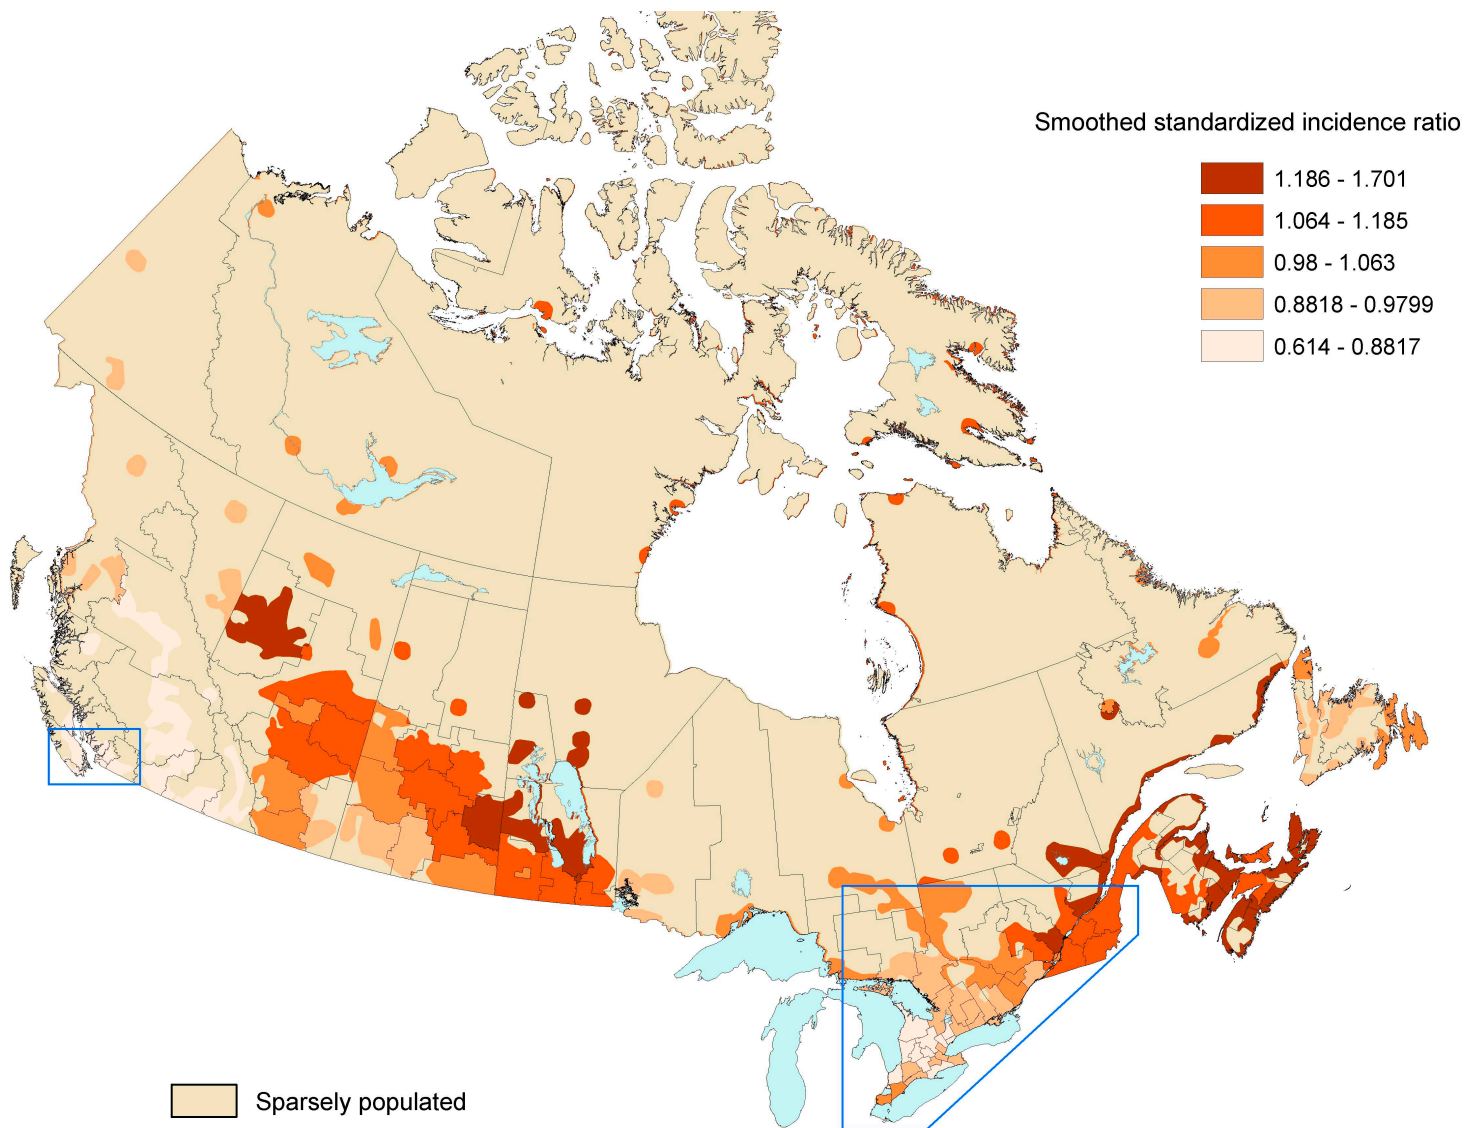 Smoothed standardized incidence ratio
1.186 - 1.701
1.064 - 1.185
0.98 - 1.063
0.8818 - 0.9799
0.614 - 0.8817
Sparsely populated